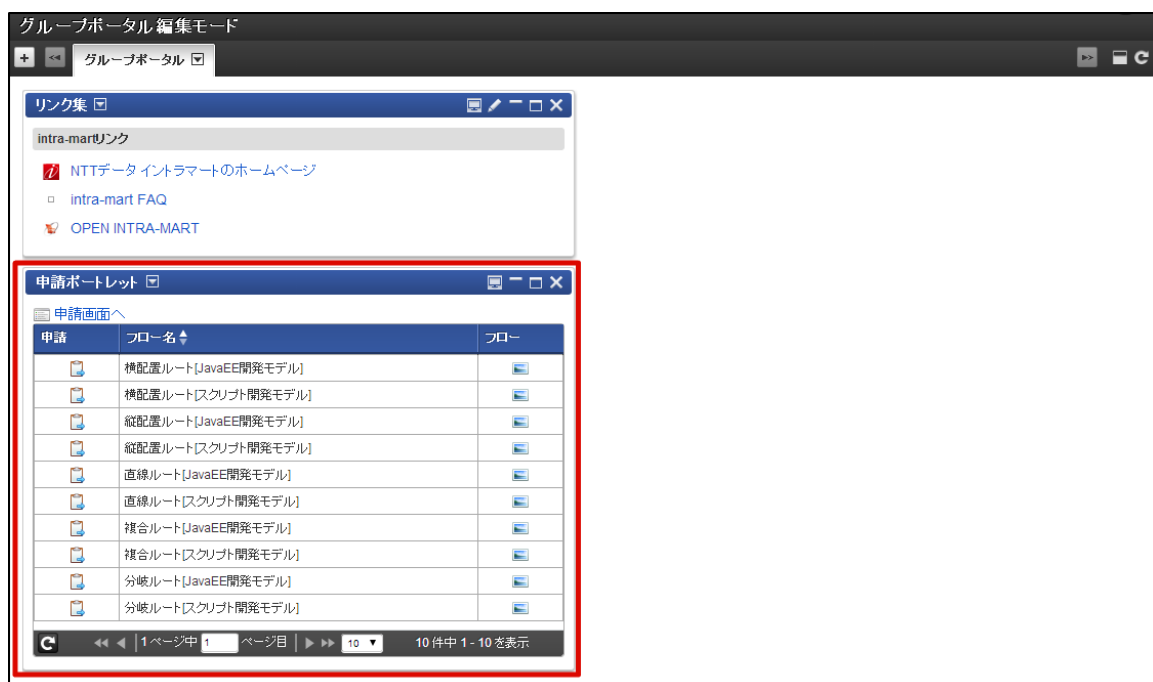 グループポータル編集モード
グループポータル
リンク集
intra-martリンク
NTTデータ イントラマートのホームページ
intra-mart FAQ
OPEN INTRA-MART
申請ポートレット
申請画面へ
申請 フロー名 フロー
横配置ルート[JavaEE開発モデル]
横配置ルート[スクリプト開発モデル]
縦配置ルート[JavaEE開発モデル]
縦配置ルート[スクリプト開発モデル]
直線ルート[JavaEE開発モデル]
直線ルート[スクリプト開発モデル]
複合ルート[JavaEE開発モデル]
複合ルート[スクリプト開発モデル]
分岐ルート[JavaEE開発モデル]
分岐ルート[スクリプト開発モデル]
1 ページ中 1 ページ目 10 10 件中 1 - 10 を表示